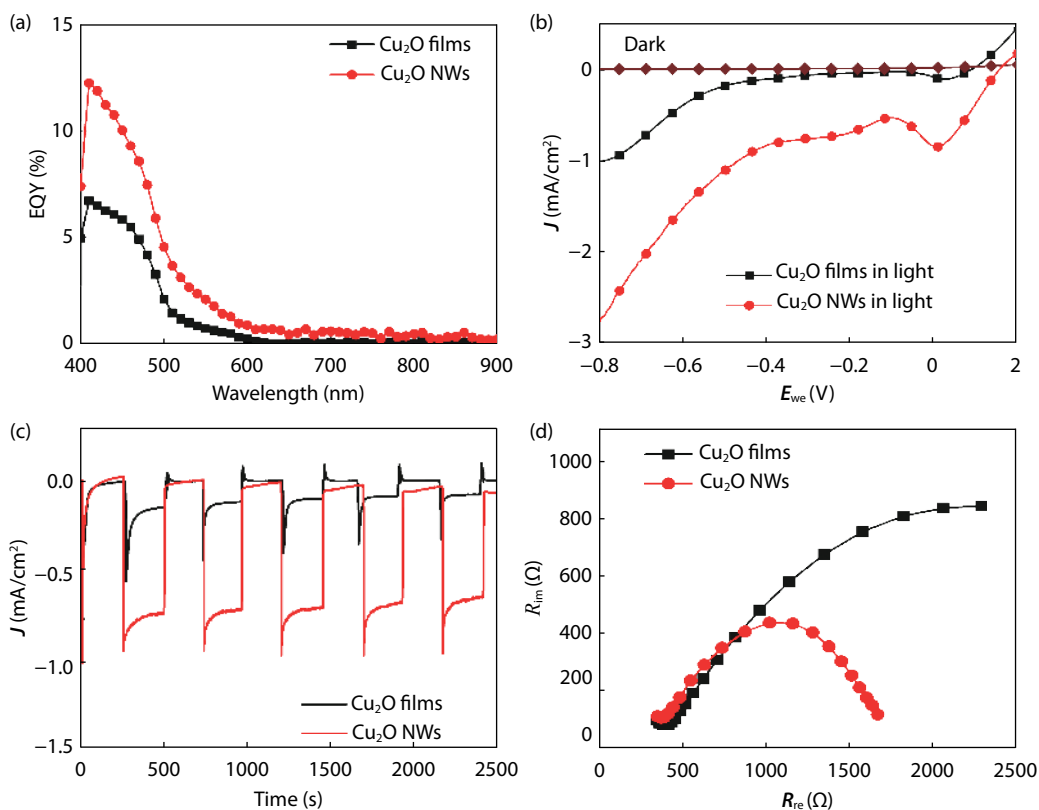 (a)
15
10
5
0
EQY (%)
Cu₂O films
Cu₂O NWs
400 500 600 700 800 900
Wavelength (nm)
(b)
Dark
0
−1
−2
−3
J (mA/cm²)
Cu₂O films in light
Cu₂O NWs in light
−0.8 −0.6 −0.4 −0.2 0 2
E_we (V)
(c)
0.0
−0.5
−1.0
−1.5
J (mA/cm²)
Cu₂O films
Cu₂O NWs
0 500 1000 1500 2000 2500
Time (s)
(d)
1000
800
600
400
200
0
R_im (Ω)
Cu₂O films
Cu₂O NWs
0 500 1000 1500 2000 2500
R_re (Ω)